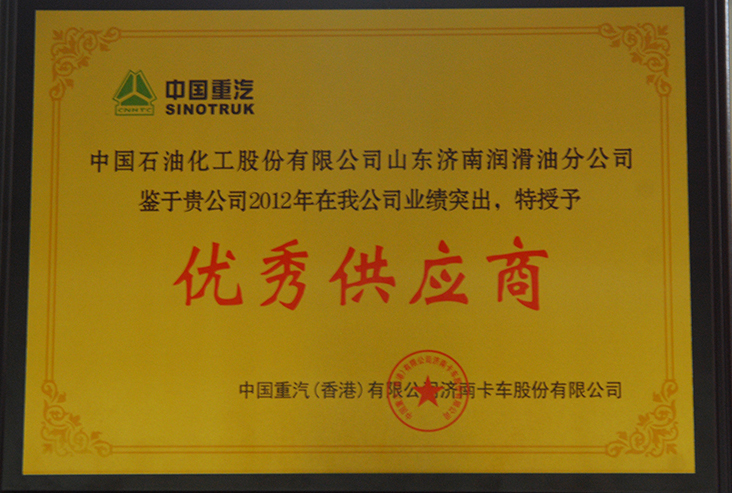 中国重汽
SINOTRUK
CNHTC
中国石油化工股份有限公司山东济南润滑油分公司
鉴于贵公司2012年在我公司业绩突出，特授予
优秀供应商
中国重汽(香港)有限公司济南卡车股份有限公司